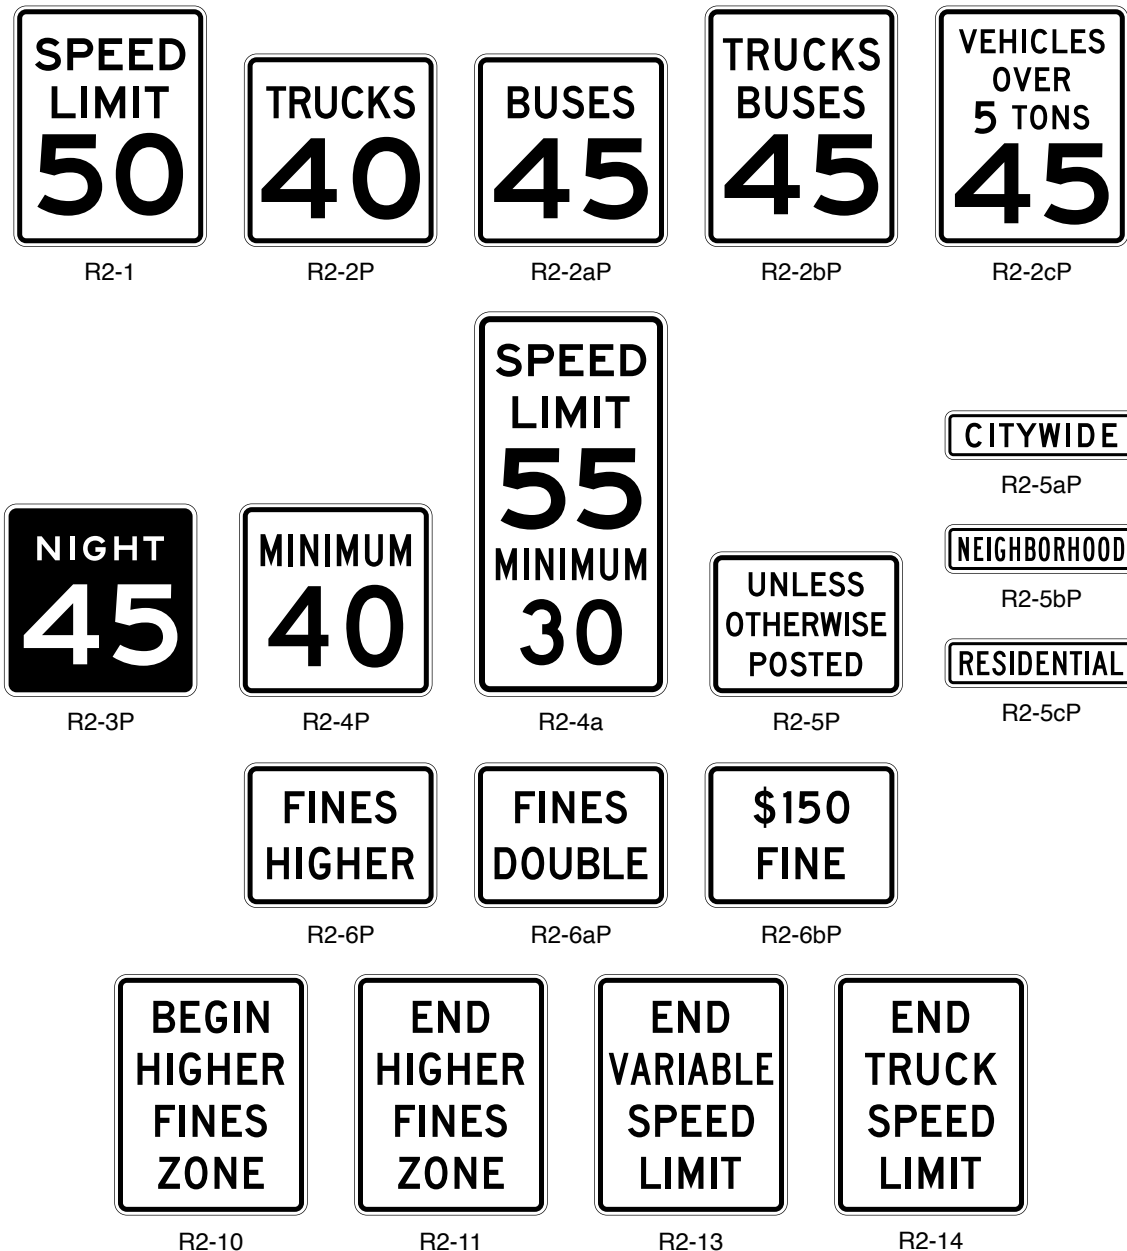 SPEED
LIMIT
50
R2-1
TRUCKS
40
R2-2P
BUSES
45
R2-2aP
TRUCKS
BUSES
45
R2-2bP
VEHICLES
OVER
5 TONS
45
R2-2cP
NIGHT
45
R2-3P
MINIMUM
40
R2-4P
SPEED
LIMIT
55
MINIMUM
30
R2-4a
UNLESS
OTHERWISE
POSTED
R2-5P
CITYWIDE
R2-5aP
NEIGHBORHOOD
R2-5bP
RESIDENTIAL
R2-5cP
FINES
HIGHER
R2-6P
FINES
DOUBLE
R2-6aP
$150
FINE
R2-6bP
BEGIN
HIGHER
FINES
ZONE
R2-10
END
HIGHER
FINES
ZONE
R2-11
END
VARIABLE
SPEED
LIMIT
R2-13
END
TRUCK
SPEED
LIMIT
R2-14